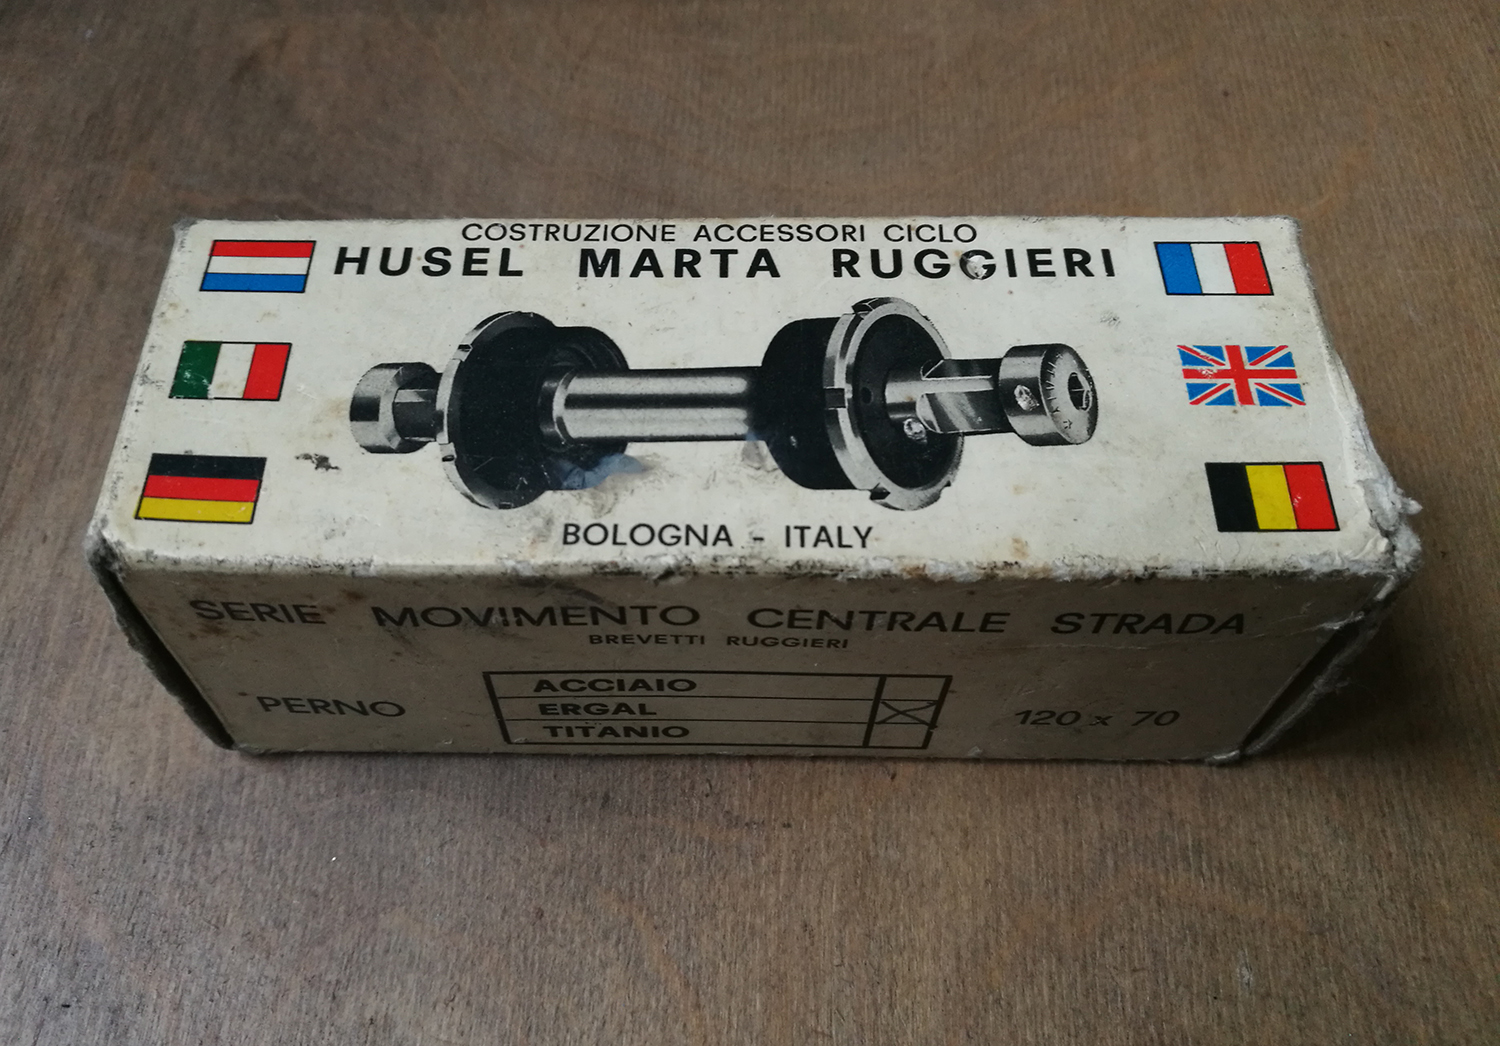 COSTRUZIONE ACCESSORI CICLO
HUSEL MARTA RUGGIERI
BOLOGNA - ITALY
SERIE MOVIMENTO CENTRALE STRADA
BREVETTI RUGGIERI
PERNO
ACCIAIO
ERGAL
TITANIO
120 x 70